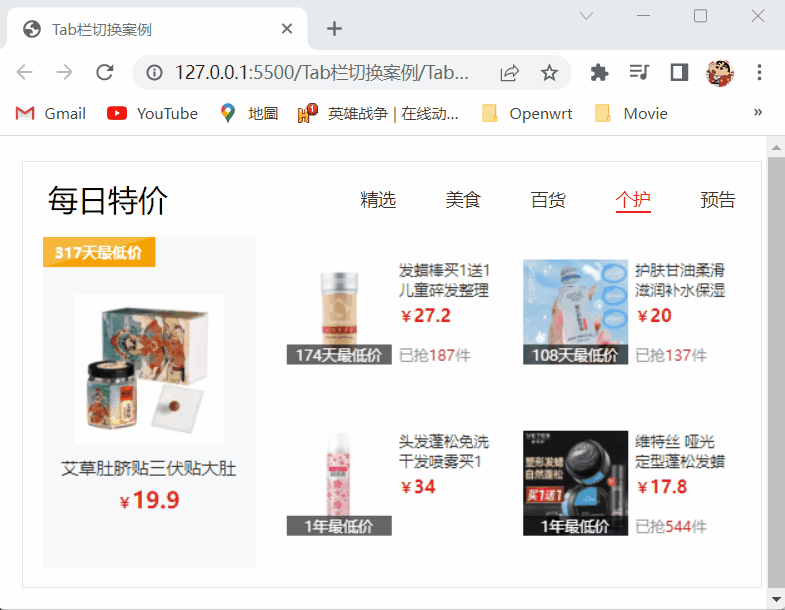 Tab栏切换案例
127.0.0.1:5500/Tab栏切换案例/Tab...
Gmail
YouTube
地圖
1
英雄战争 | 在线动...
Openwrt
Movie
»
每日特价
精选
美食
百货
个护
预告
317天最低价
艾草肚脐贴三伏贴大肚
￥19.9
174天最低价
发蜡棒买1送1
儿童碎发整理
￥27.2
已抢187件
108天最低价
护肤甘油柔滑
滋润补水保湿
￥20
已抢137件
1年最低价
头发蓬松免洗
干发喷雾买1
￥34
VETER
塑形发蜡
自然蓬松
买1送1
1年最低价
维特丝 哑光
定型蓬松发蜡
￥17.8
已抢544件